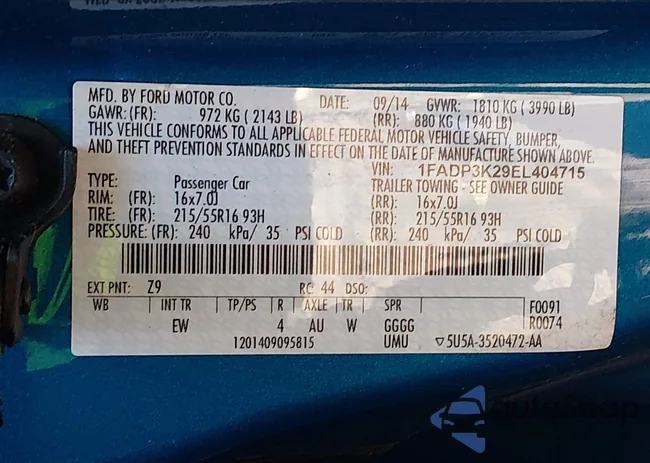 MFD. BY FORD MOTOR CO. DATE: 09/14 GVWR: 1810 KG ( 3990 LB)
GAWR: (FR): 972 KG ( 2143 LB) (RR): 880 KG ( 1940 LB)
THIS VEHICLE CONFORMS TO ALL APPLICABLE FEDERAL MOTOR VEHICLE SAFETY, BUMPER,
AND THEFT PREVENTION STANDARDS IN EFFECT ON THE DATE OF MANUFACTURE SHOWN ABOVE.
VIN: 1FADP3K29EL404715
TYPE: Passenger Car TRAILER TOWING - SEE OWNER GUIDE
RIM: (FR): 16x7.0J (RR): 16x7.0J
TIRE: (FR): 215/55R16 93H (RR): 215/55R16 93H
PRESSURE: (FR): 240 kPa/ 35 PSI COLD (RR): 240 kPa/ 35 PSI COLD
EXT PNT: Z9 RC: 44 DSO:
WB INT TR TP/PS R AXLE TR SPR F0091
EW 4 AU W GGGG R0074
1201409095815 UMU ▽5U5A-3520472-AA
autoSnap